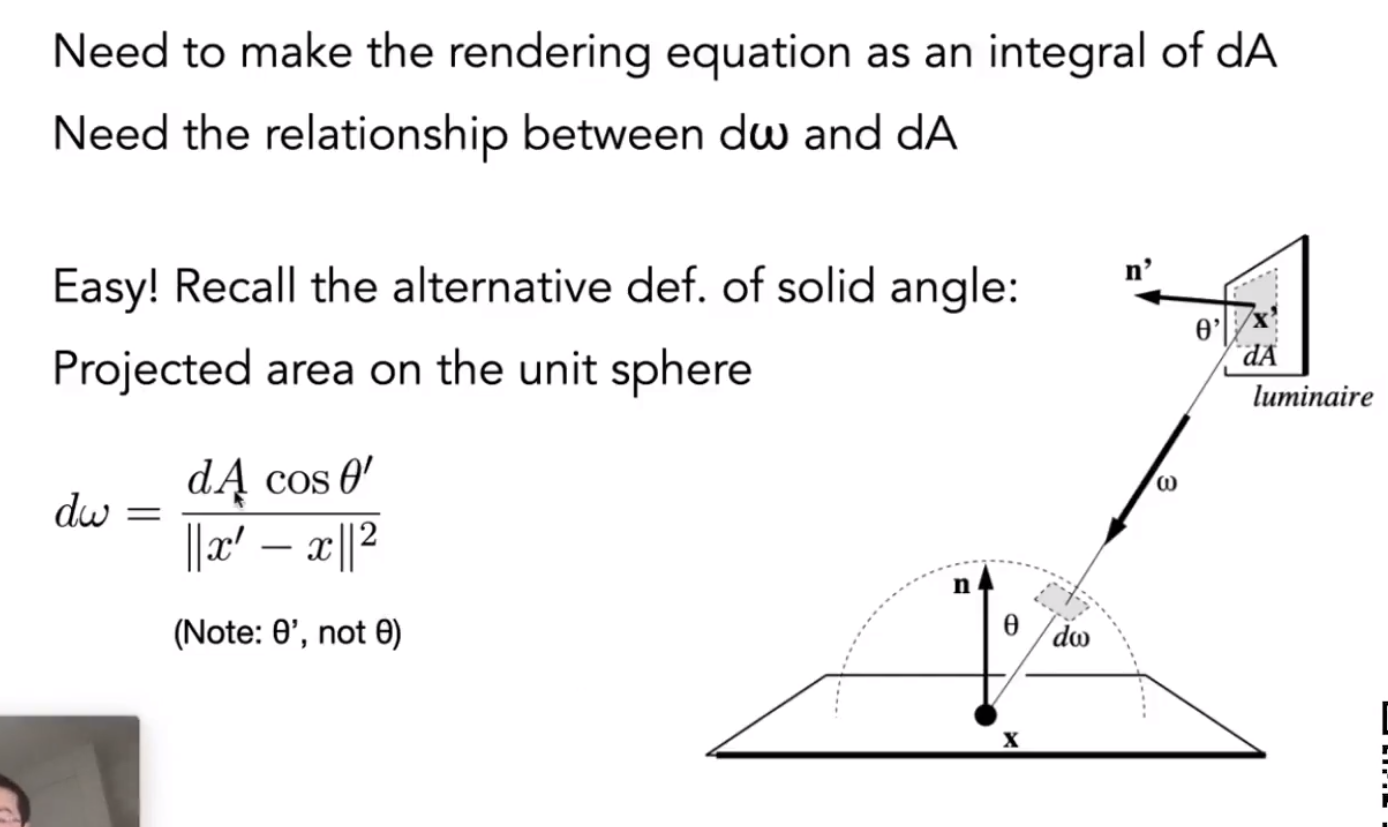 Need to make the rendering equation as an integral of dA
Need the relationship between dω and dA
Easy! Recall the alternative def. of solid angle:
Projected area on the unit sphere
dω = dA cos θ′ / ‖x′ − x‖²
(Note: θ’, not θ)
n’
θ’
x’
dA
luminaire
ω
n
θ
dω
x